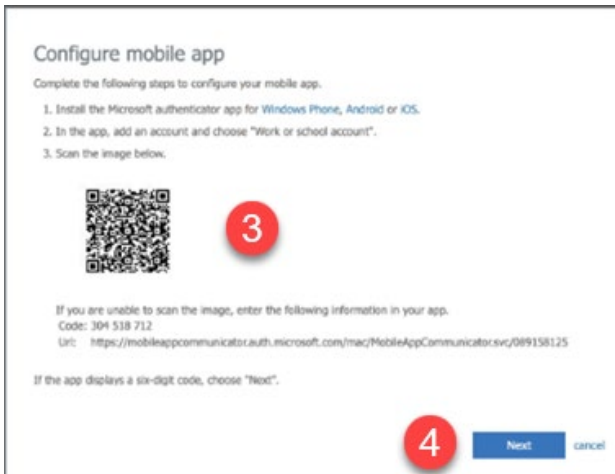 Configure mobile app
Complete the following steps to configure your mobile app.
1. Install the Microsoft authenticator app for Windows Phone, Android or iOS.
2. In the app, add an account and choose "Work or school account".
3. Scan the image below.
3
If you are unable to scan the image, enter the following information in your app.
Code: 304 518 712
Url: https://mobileappcommunicator.auth.microsoft.com/mac/MobileAppCommunicator.svc/089158125
If the app displays a six-digit code, choose "Next".
4 Next cancel